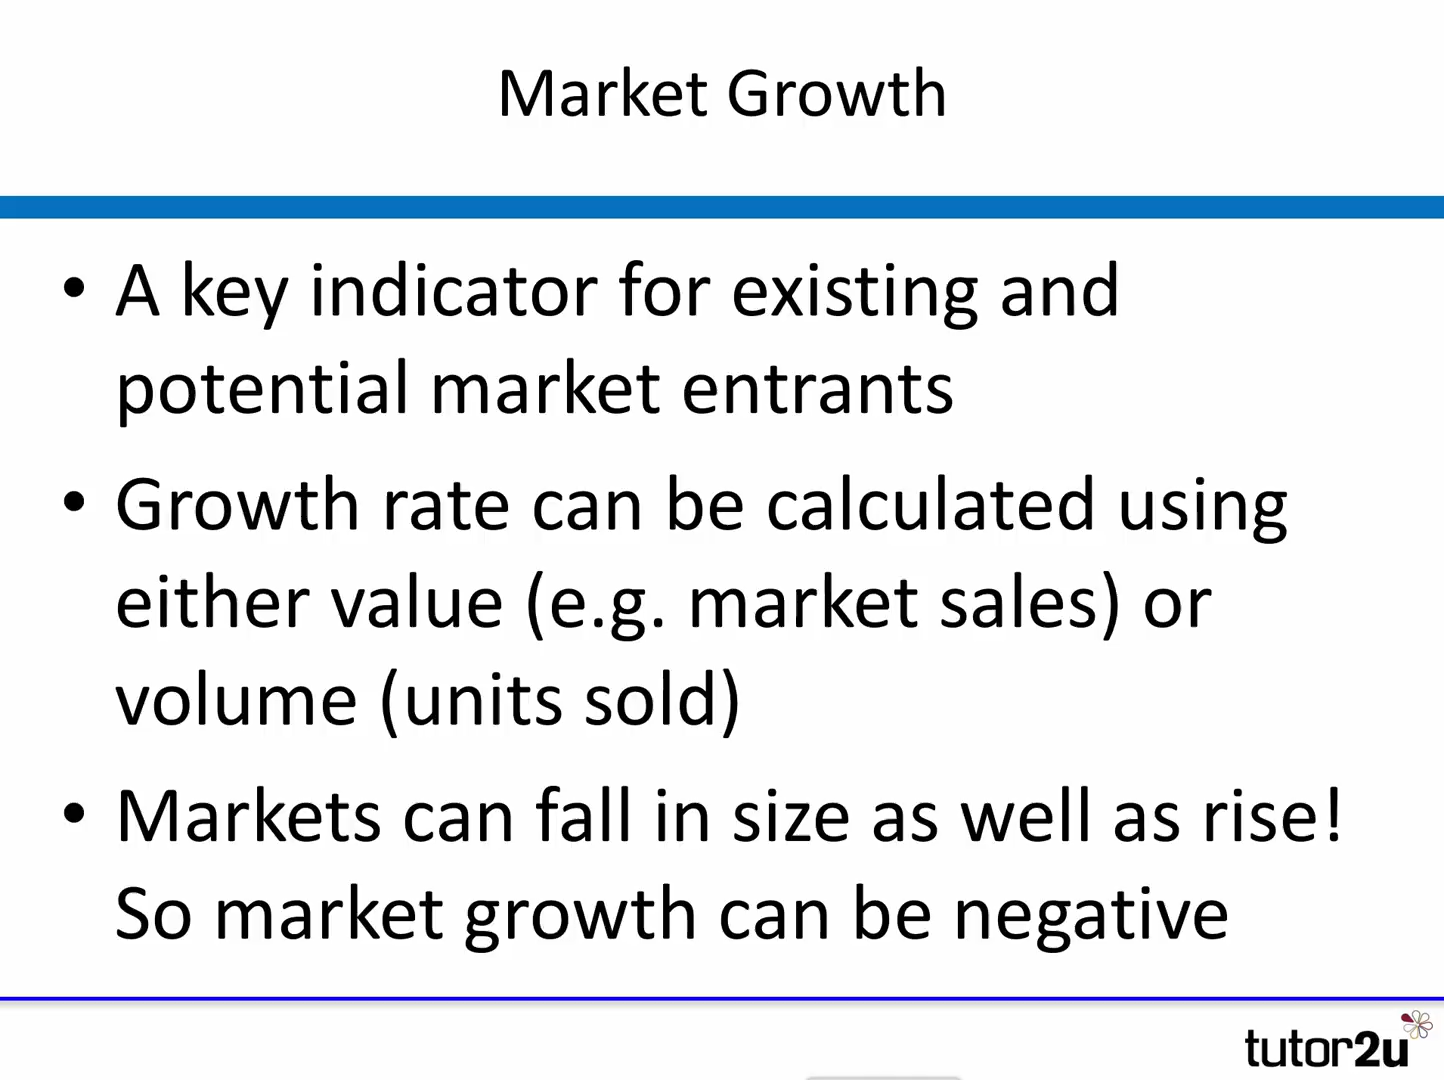 Market Growth
• A key indicator for existing and
potential market entrants
• Growth rate can be calculated using
either value (e.g. market sales) or
volume (units sold)
• Markets can fall in size as well as rise!
So market growth can be negative
tutor2u